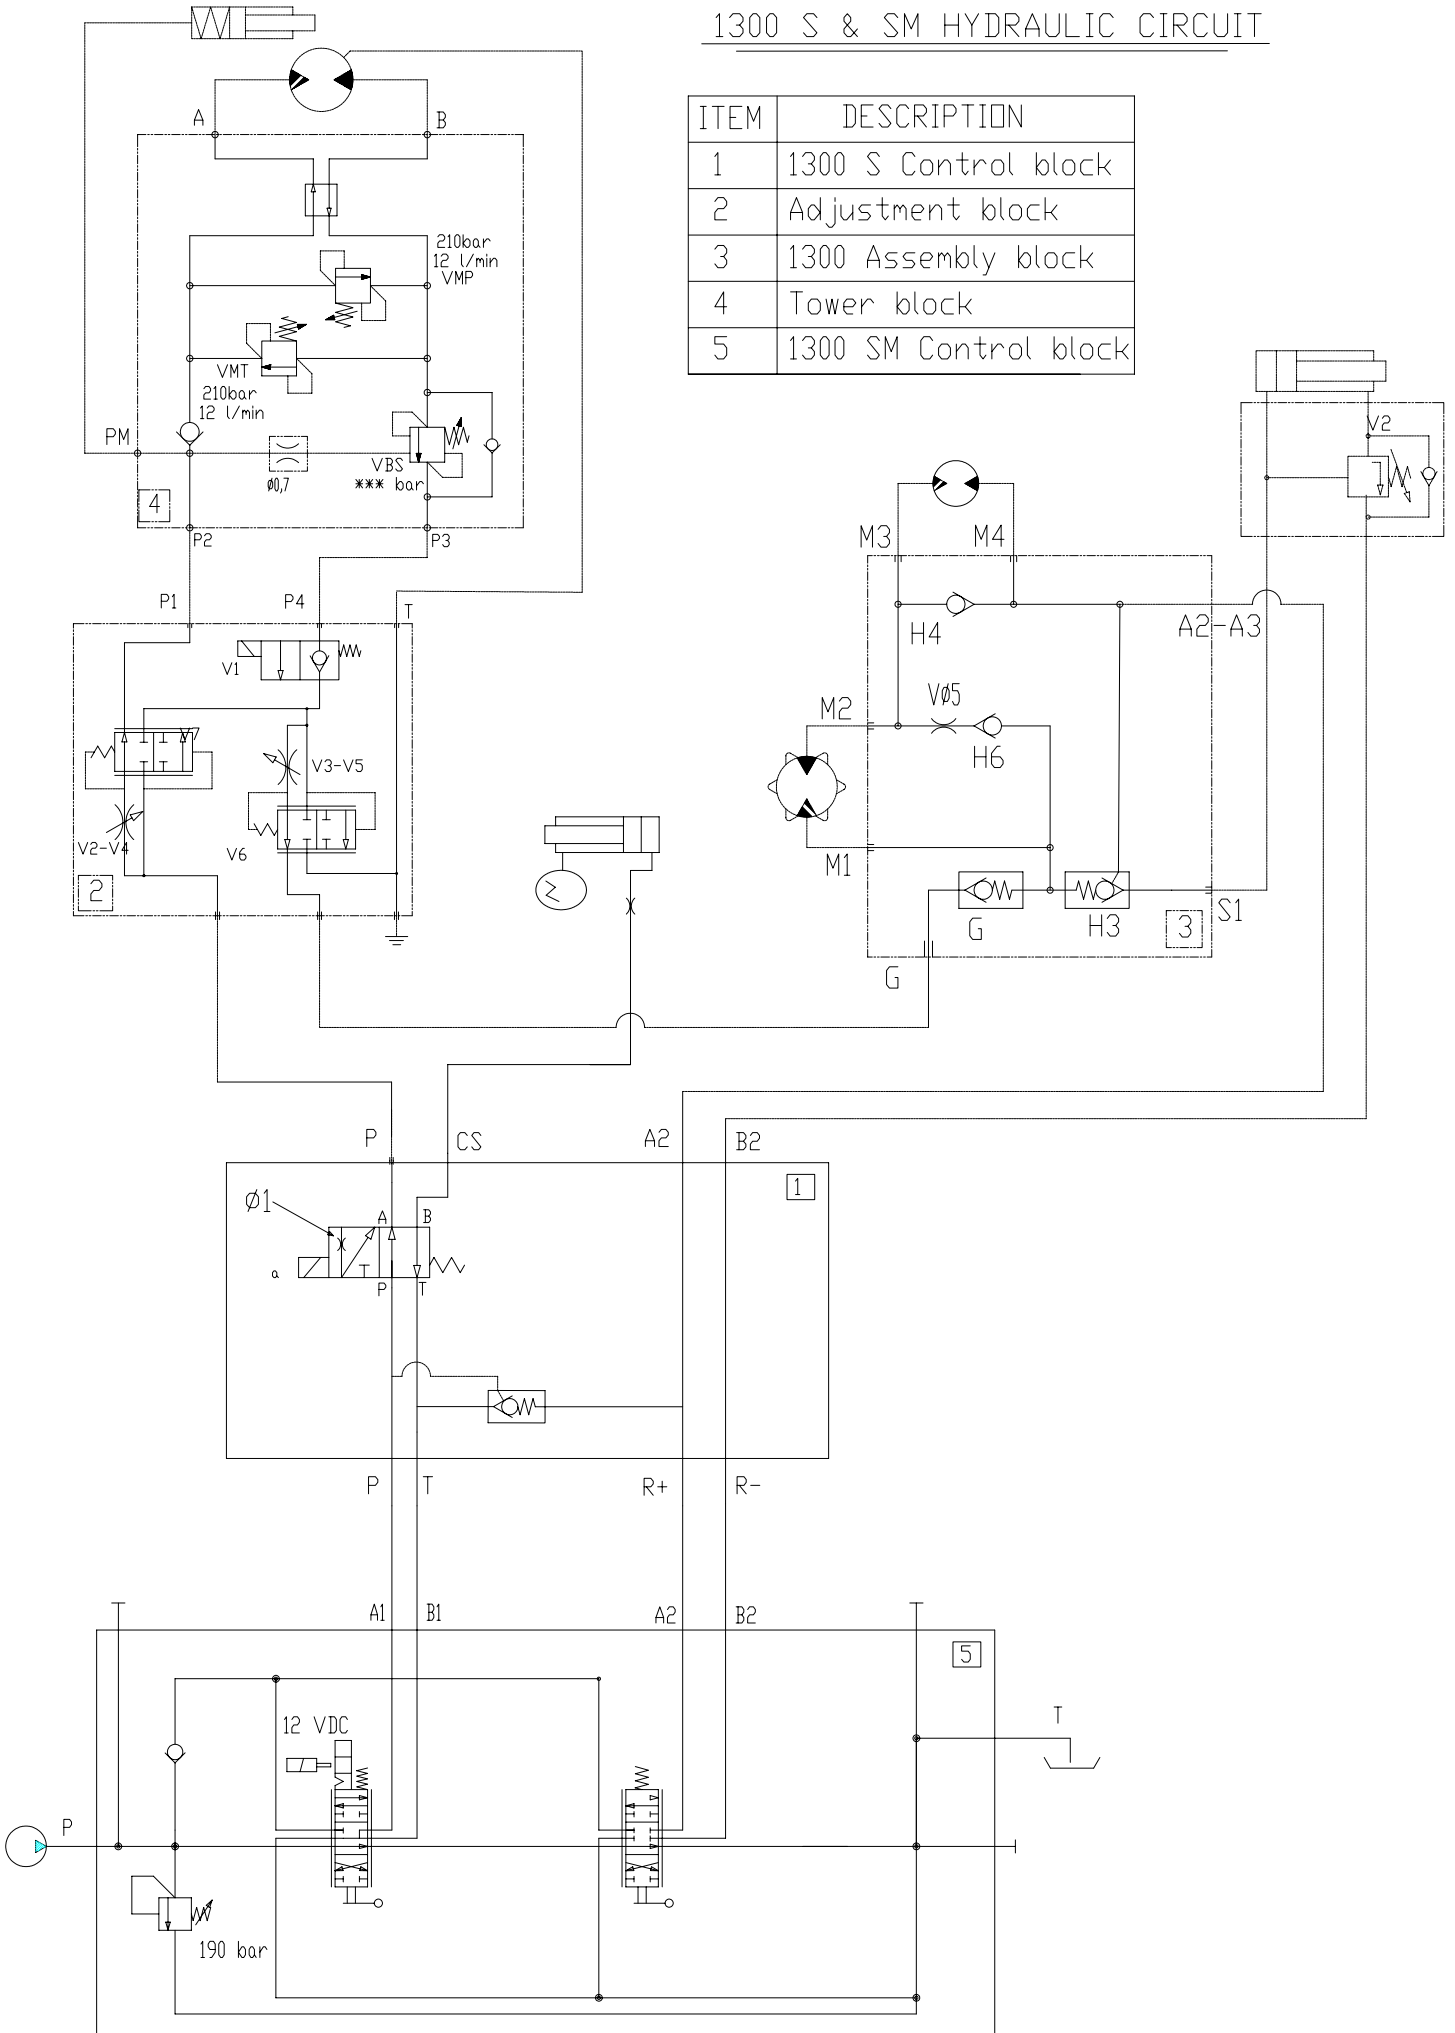 1300 S & SM HYDRAULIC CIRCUIT
ITEM DESCRIPTION
1 1300 S Control block
2 Adjustment block
3 1300 Assembly block
4 Tower block
5 1300 SM Control block
A
B
210bar
12 l/min
VMP
VMT
210bar
12 l/min
PM
VBS
*** bar
Ø0,7
4
P2
P3
V2
M3
M4
P1
P4
T
H4
A2-A3
V1
M2
VØ5
H6
V3-V5
V2-V4
V6
M1
2
G
H3
3
S1
G
P
CS
A2
B2
1
Ø1
A
B
a
P
T
P
T
R+
R-
A1
B1
A2
B2
5
12 VDC
T
P
190 bar